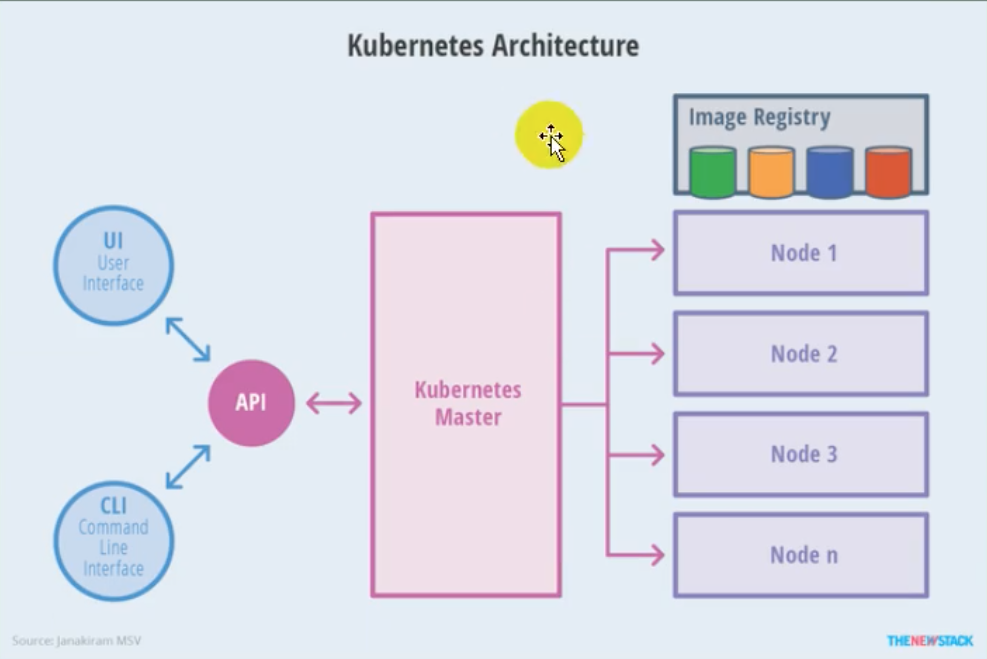 Kubernetes Architecture
Image Registry
UI
User
Interface
API
CLI
Command
Line
Interface
Kubernetes
Master
Node 1
Node 2
Node 3
Node n
Source: Janakiram MSV
THENEWSTACK